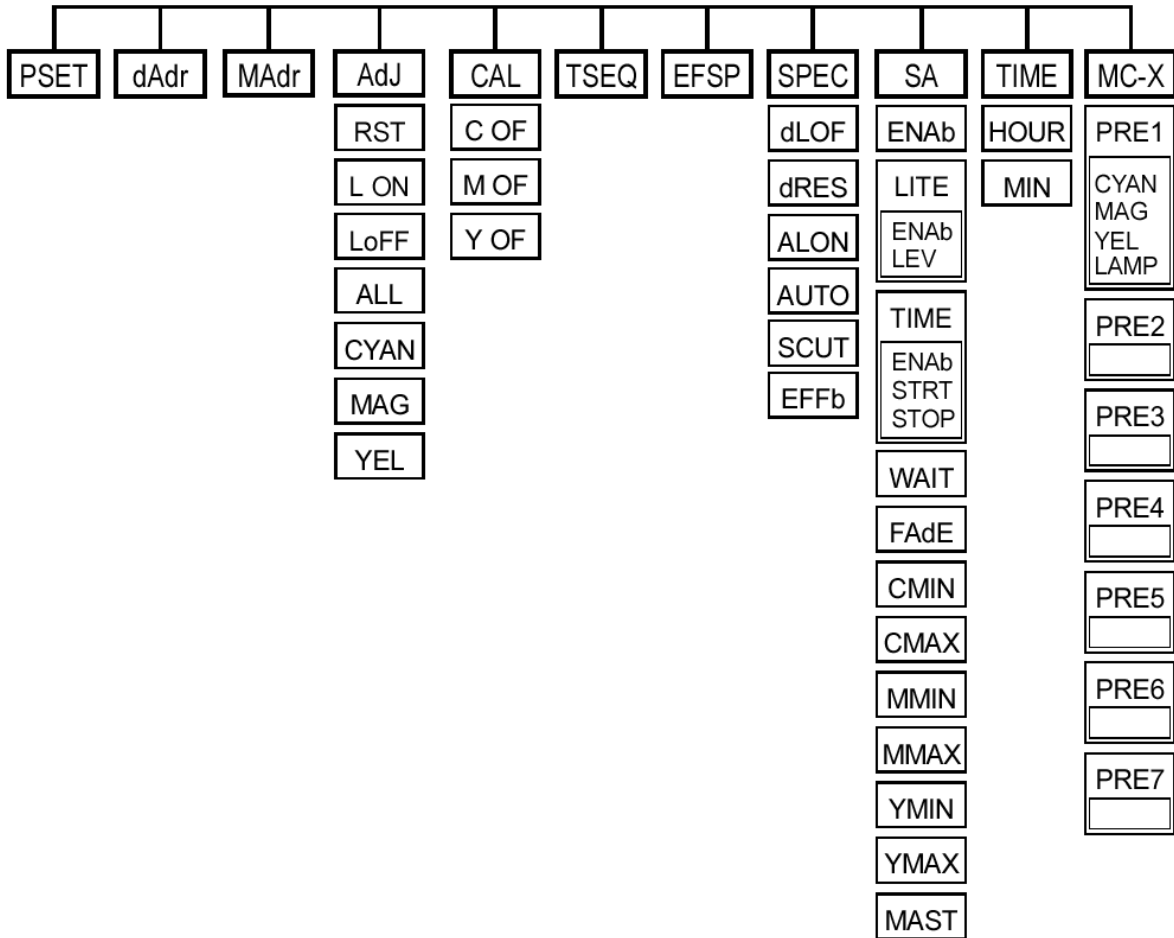 PSET
dAdr
MAdr
AdJ
CAL
TSEQ
EFSP
SPEC
SA
TIME
MC-X
RST
L ON
LoFF
ALL
CYAN
MAG
YEL
C OF
M OF
Y OF
dLOF
dRES
ALON
AUTO
SCUT
EFFb
ENAb
LITE
ENAb
LEV
TIME
ENAb
STRT
STOP
WAIT
FAdE
CMIN
CMAX
MMIN
MMAX
YMIN
YMAX
MAST
HOUR
MIN
PRE1
CYAN
MAG
YEL
LAMP
PRE2
PRE3
PRE4
PRE5
PRE6
PRE7